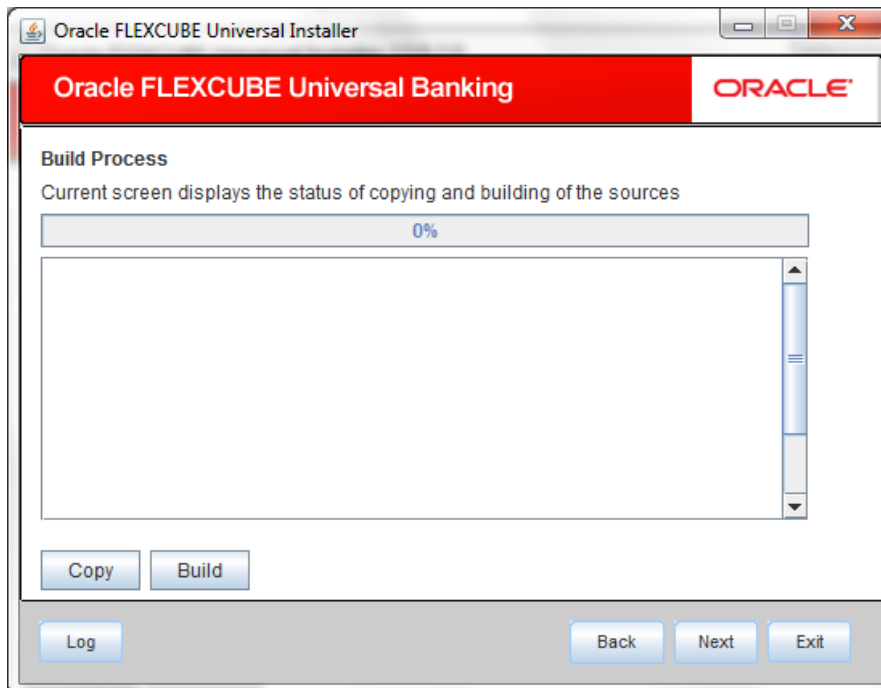 Oracle FLEXCUBE Universal Installer
Oracle FLEXCUBE Universal Banking
ORACLE
Build Process
Current screen displays the status of copying and building of the sources
0%
Copy Build
Log Back Next Exit